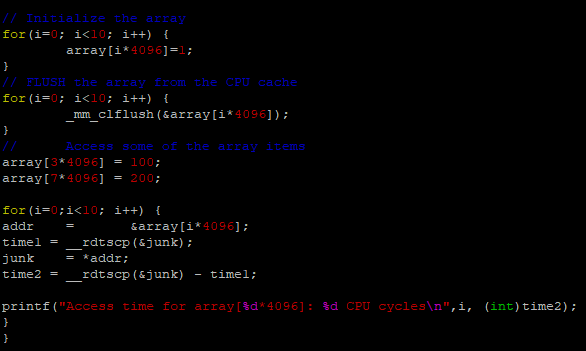 // Initialize the array
for(i=0; i<10; i++) {
array[i*4096]=1;
}
// FLUSH the array from the CPU cache
for(i=0; i<10; i++) {
_mm_clflush(&array[i*4096]);
}
// Access some of the array items
array[3*4096] = 100;
array[7*4096] = 200;
for(i=0;i<10; i++) {
addr = &array[i*4096];
time1 = __rdtscp(&junk);
junk = *addr;
time2 = __rdtscp(&junk) - time1;
printf("Access time for array[%d*4096]: %d CPU cycles\n",i, (int)time2);
}
}